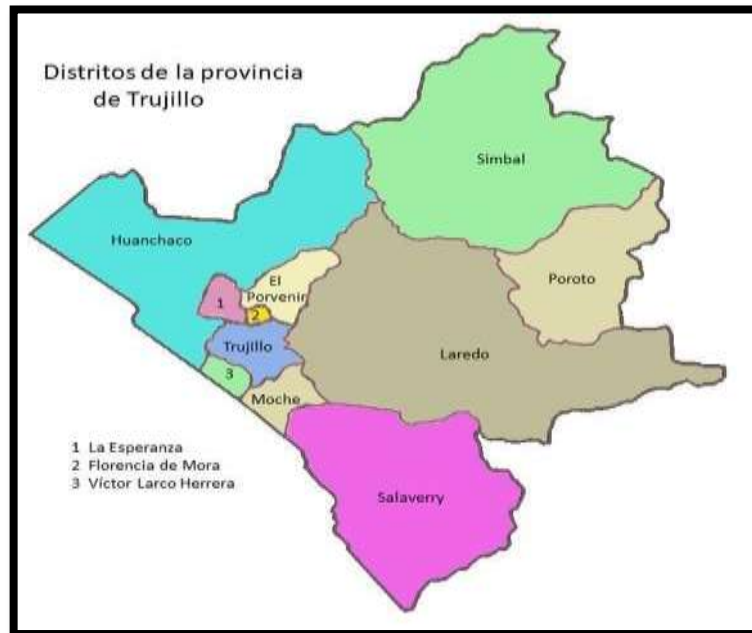 Distritos de la provincia
de Trujillo
Simbal
Huanchaco
Poroto
El
Porvenir
1
2
Trujillo
Laredo
3
Moche
1 La Esperanza
2 Florencia de Mora
3 Víctor Larco Herrera
Salaverry